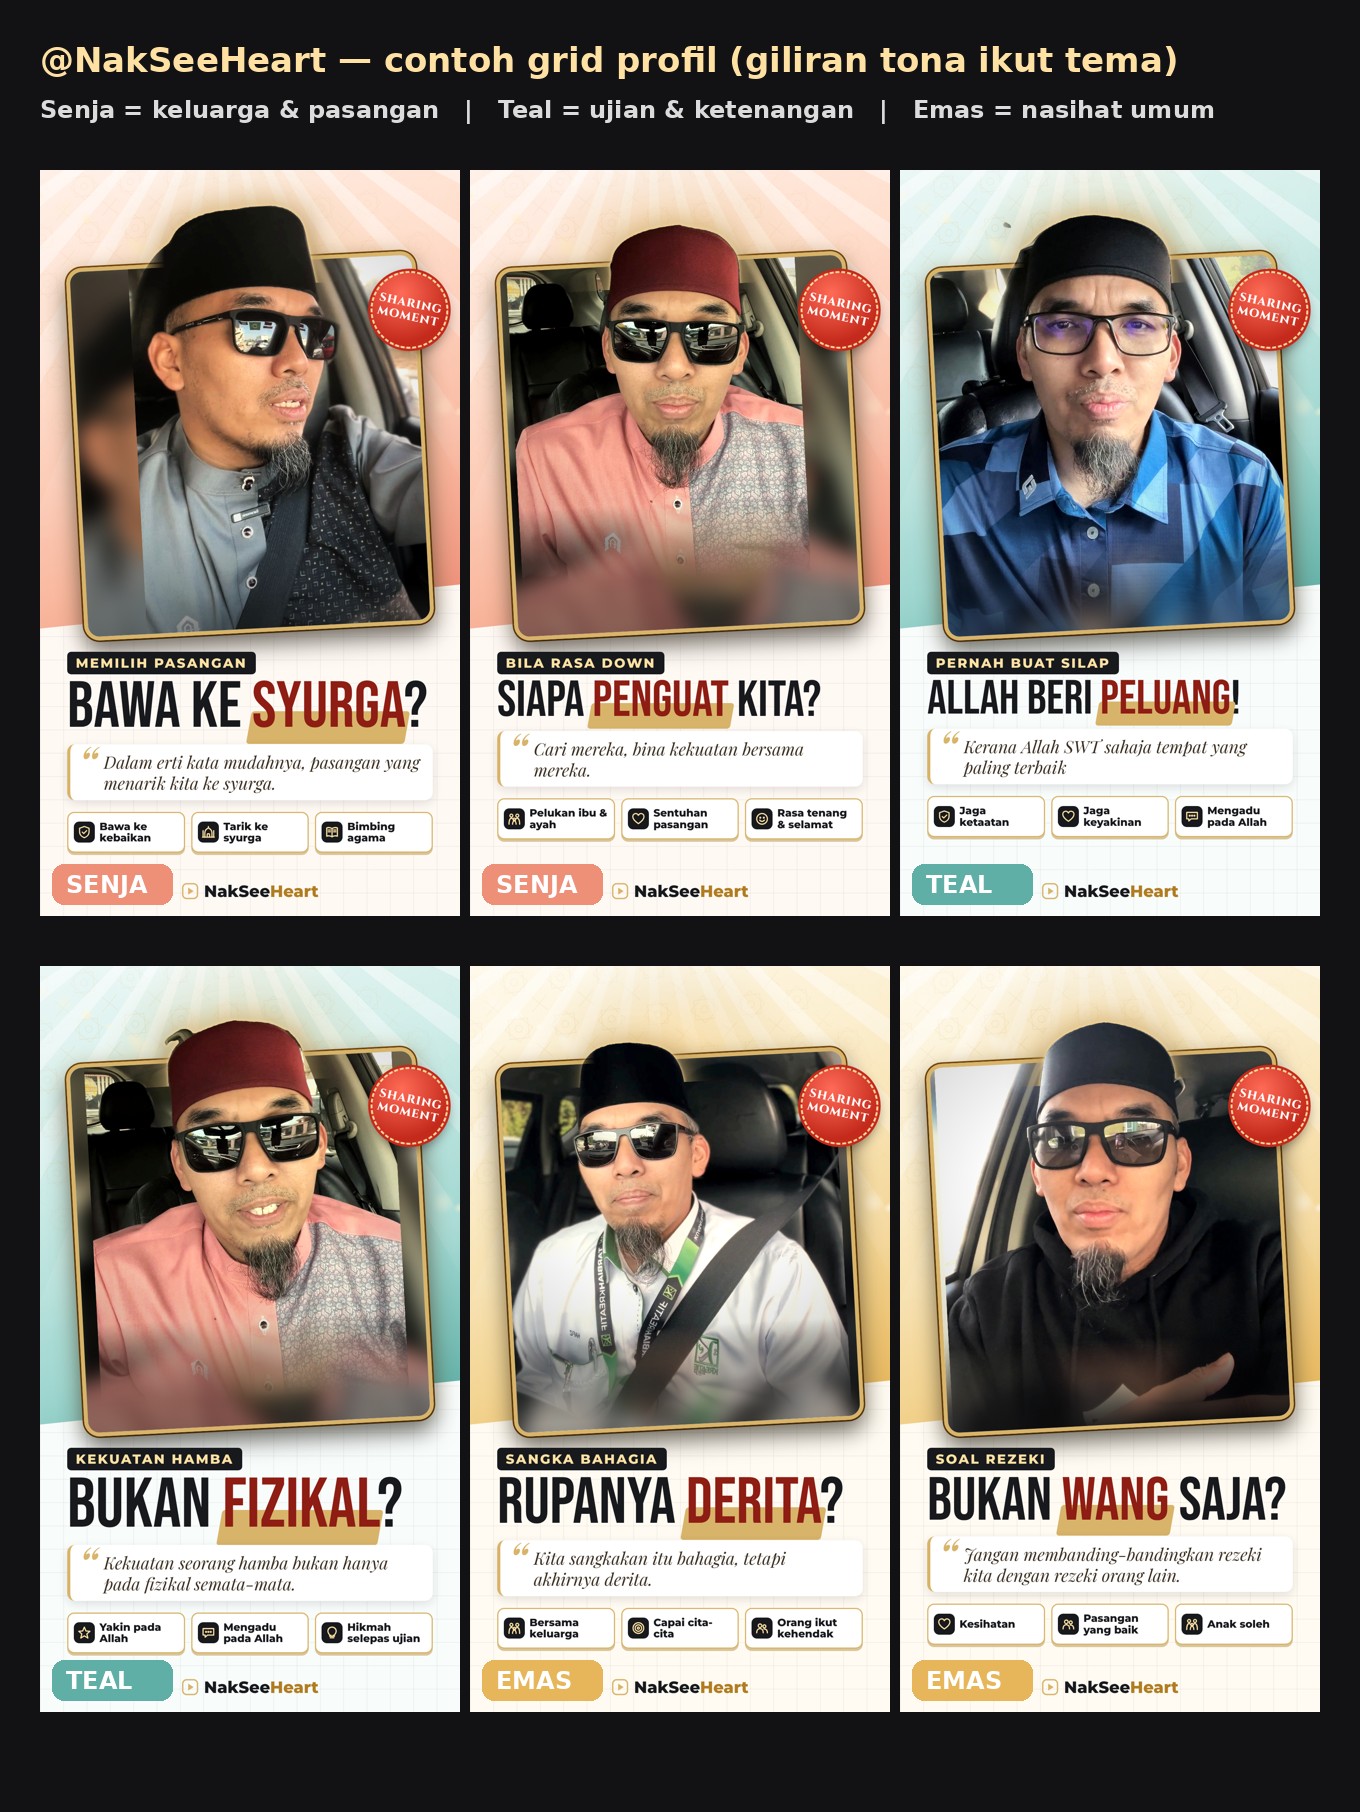 @NakSeeHeart — contoh grid profil (giliran tona ikut tema)
Senja = keluarga & pasangan | Teal = ujian & ketenangan | Emas = nasihat umum
SHARING
MOMENT
MEMILIH PASANGAN
BAWA KE SYURGA?
“ Dalam erti kata mudahnya, pasangan yang
menarik kita ke syurga.
Bawa ke
kebaikan
Tarik ke
syurga
Bimbing
agama
SENJA
NakSeeHeart
SHARING
MOMENT
BILA RASA DOWN
SIAPA PENGUAT KITA?
“ Cari mereka, bina kekuatan bersama
mereka.
Pelukan ibu &
ayah
Sentuhan
pasangan
Rasa tenang
& selamat
SENJA
NakSeeHeart
SHARING
MOMENT
PERNAH BUAT SILAP
ALLAH BERI PELUANG!
“ Kerana Allah SWT sahaja tempat yang
paling terbaik
Jaga
ketaatan
Jaga
keyakinan
Mengadu
pada Allah
TEAL
NakSeeHeart
SHARING
MOMENT
KEKUATAN HAMBA
BUKAN FIZIKAL?
“ Kekuatan seorang hamba bukan hanya
pada fizikal semata-mata.
Yakin pada
Allah
Mengadu
pada Allah
Hikmah
selepas ujian
TEAL
NakSeeHeart
SHARING
MOMENT
SANGKA BAHAGIA
RUPANYA DERITA?
“ Kita sangkakan itu bahagia, tetapi
akhirnya derita.
Bersama
keluarga
Capai cita-
cita
Orang ikut
kehendak
EMAS
NakSeeHeart
SHARING
MOMENT
SOAL REZEKI
BUKAN WANG SAJA?
“ Jangan membanding-bandingkan rezeki
kita dengan rezeki orang lain.
Kesihatan
Pasangan
yang baik
Anak soleh
EMAS
NakSeeHeart